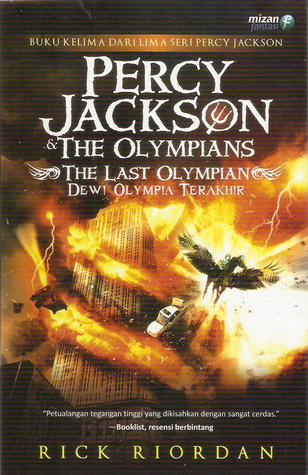 mizan
fantasi
BUKU KELIMA DARI LIMA SERI PERCY JACKSON
PERCY
JACKSON
& THE OLYMPIANS
THE LAST OLYMPIAN
DEWI OLYMPIA TERAKHIR
"Petualangan tegangan tinggi yang dikisahkan dengan sangat cerdas."
—Booklist, resensi berbintang
RICK RIORDAN